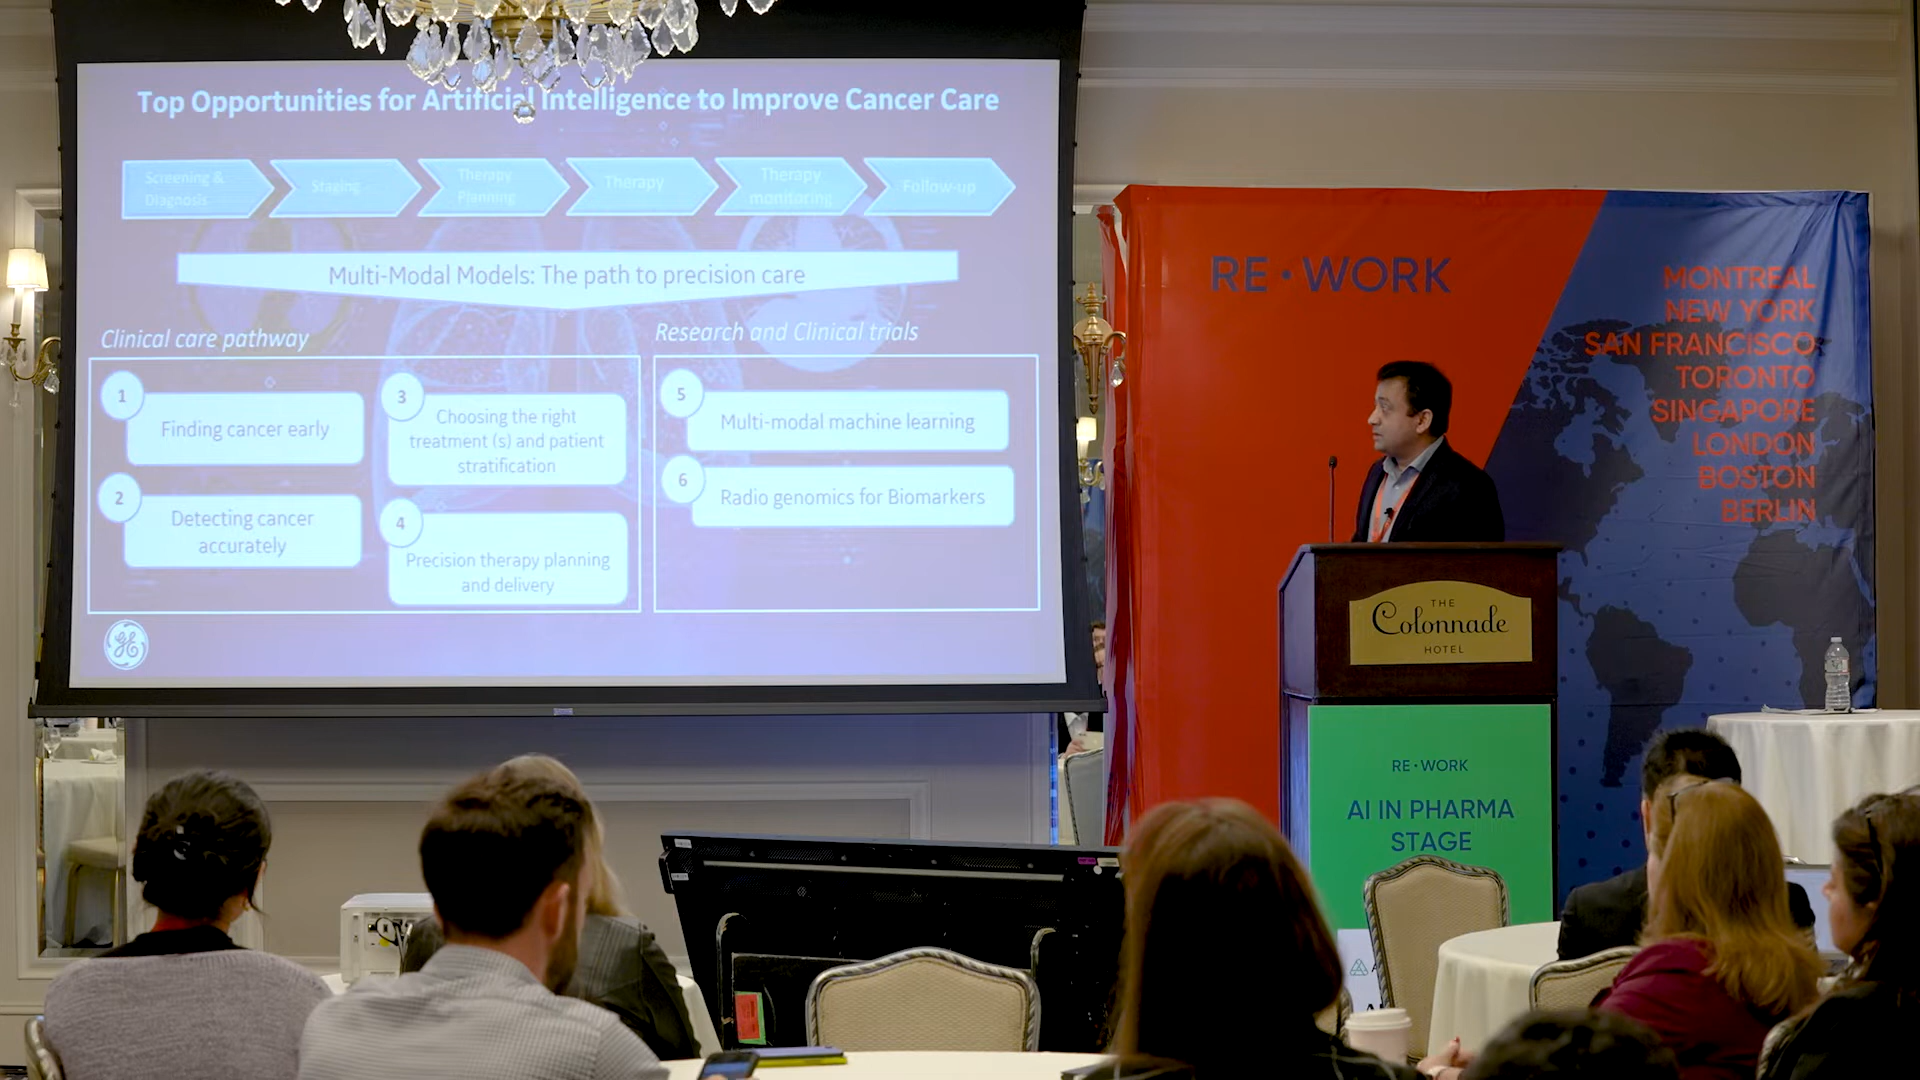 Top Opportunities for Artificial Intelligence to Improve Cancer Care
Screening &
Diagnosis
Staging
Therapy
Planning
Therapy
Therapy
monitoring
Follow-up
Multi-Modal Models: The path to precision care
Clinical care pathway
1
Finding cancer early
2
Detecting cancer
accurately
3
Choosing the right
treatment (s) and patient
stratification
4
Precision therapy planning
and delivery
Research and Clinical trials
5
Multi-modal machine learning
6
Radio genomics for Biomarkers
GE
RE•WORK
MONTREAL
NEW YORK
SAN FRANCISCO
TORONTO
SINGAPORE
LONDON
BOSTON
BERLIN
THE
Colonnade
HOTEL
RE•WORK
AI IN PHARMA
STAGE